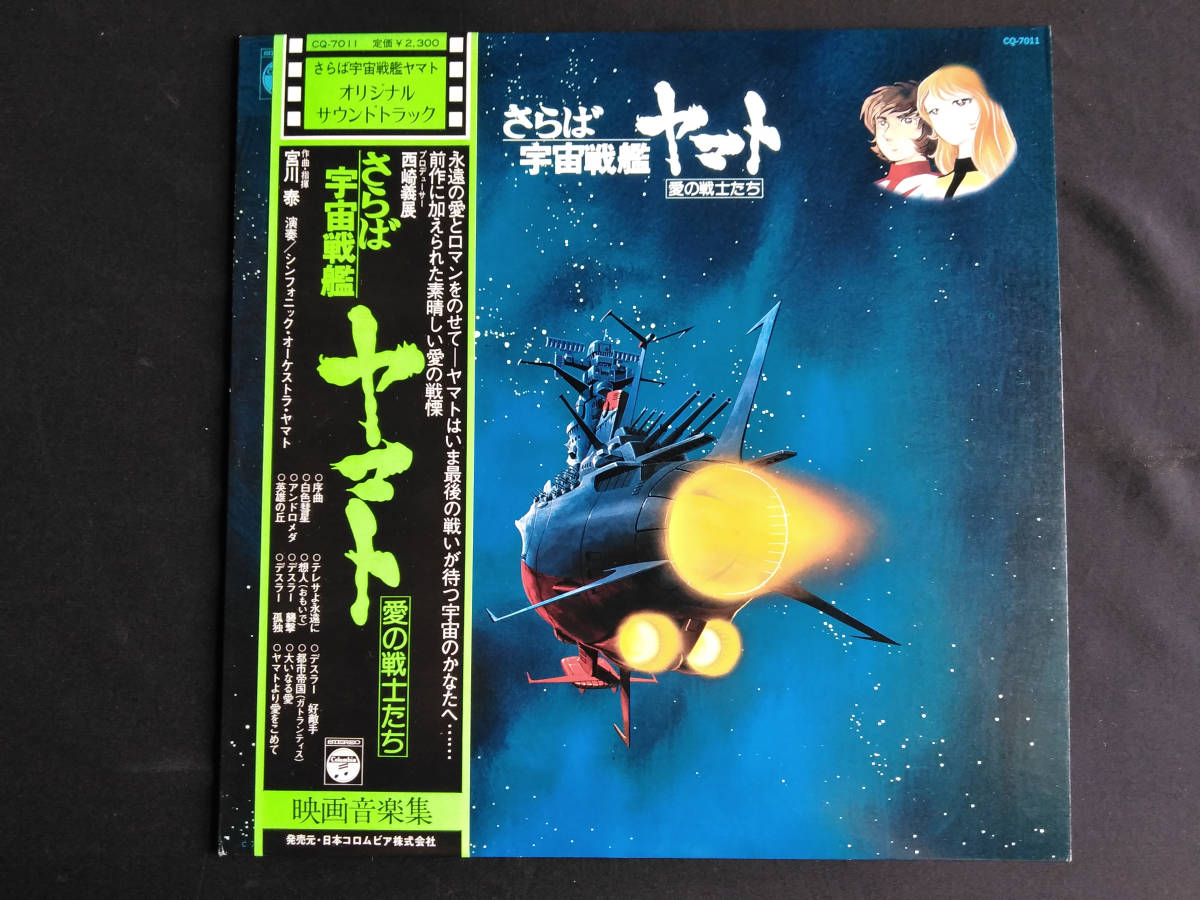 CQ-7011 定価￥2,300
さらば宇宙戦艦ヤマト
オリジナル
サウンドトラック
永遠の愛とロマンをのせて―ヤマトはいま最後の戦いが待つ宇宙のかなたへ……
前作に加えられた素晴しい愛の戦慄
プロデューサー
西崎義展
さらば
宇宙戦艦
ヤマト
愛の戦士たち
作曲・指揮
宮川 泰 演奏／シンフォニック・オーケストラ・ヤマト
○序曲
○白色彗星
○アンドロメダ
○英雄の丘
○テレサよ永遠に
○想人（おもいで）
○デスラー 襲撃
○デスラー 孤独
○デスラー 好敵手
○都市帝国（ガトランティス）
○大いなる愛
○ヤマトより愛をこめて
STEREO
Columbia
映画音楽集
発売元・日本コロムビア株式会社
CQ-7011
さらば
宇宙戦艦
ヤマト
愛の戦士たち